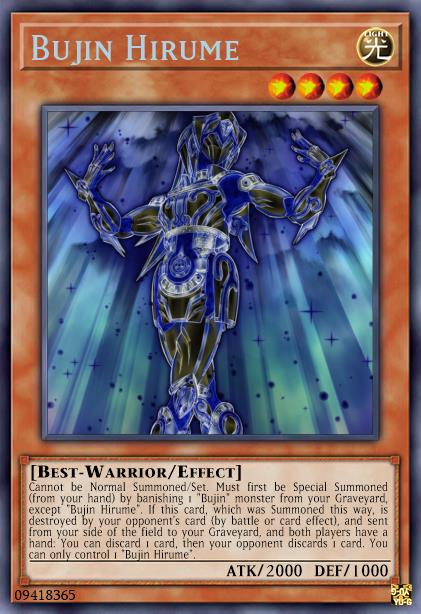 Bujin Hirume
LIGHT
光
[Best-Warrior/Effect]
Cannot be Normal Summoned/Set. Must first be Special Summoned
(from your hand) by banishing 1 "Bujin" monster from your Graveyard,
except "Bujin Hirume". If this card, which was Summoned this way, is
destroyed by your opponent's card (by battle or card effect), and sent
from your side of the field to your Graveyard, and both players have
a hand: You can discard 1 card, then your opponent discards 1 card. You
can only control 1 "Bujin Hirume".
ATK/2000 DEF/1000
09418365